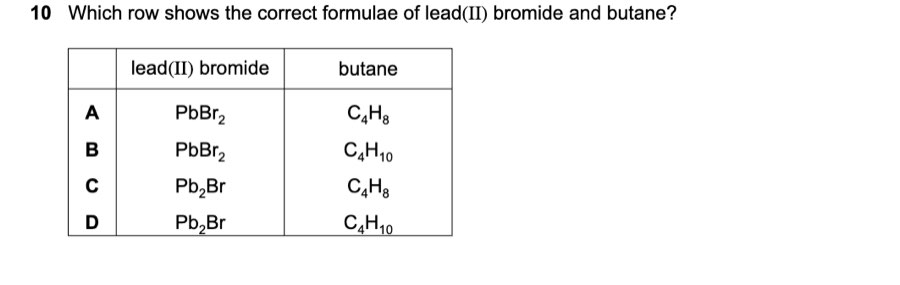 10 Which row shows the correct formulae of lead(II) bromide and butane?
lead(II) bromide butane
A PbBr₂ C₄H₈
B PbBr₂ C₄H₁₀
C Pb₂Br C₄H₈
D Pb₂Br C₄H₁₀